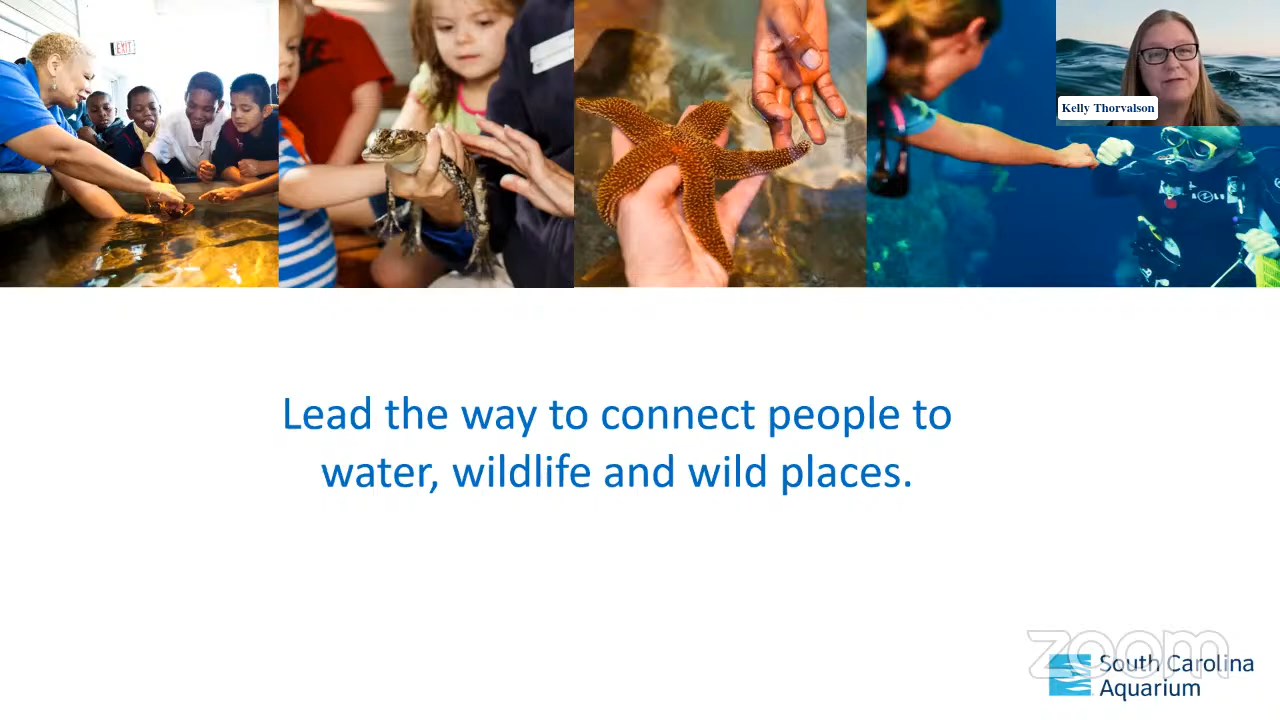 EXIT
Kelly Thorvalson
Lead the way to connect people to
water, wildlife and wild places.
zoom
South Carolina
Aquarium